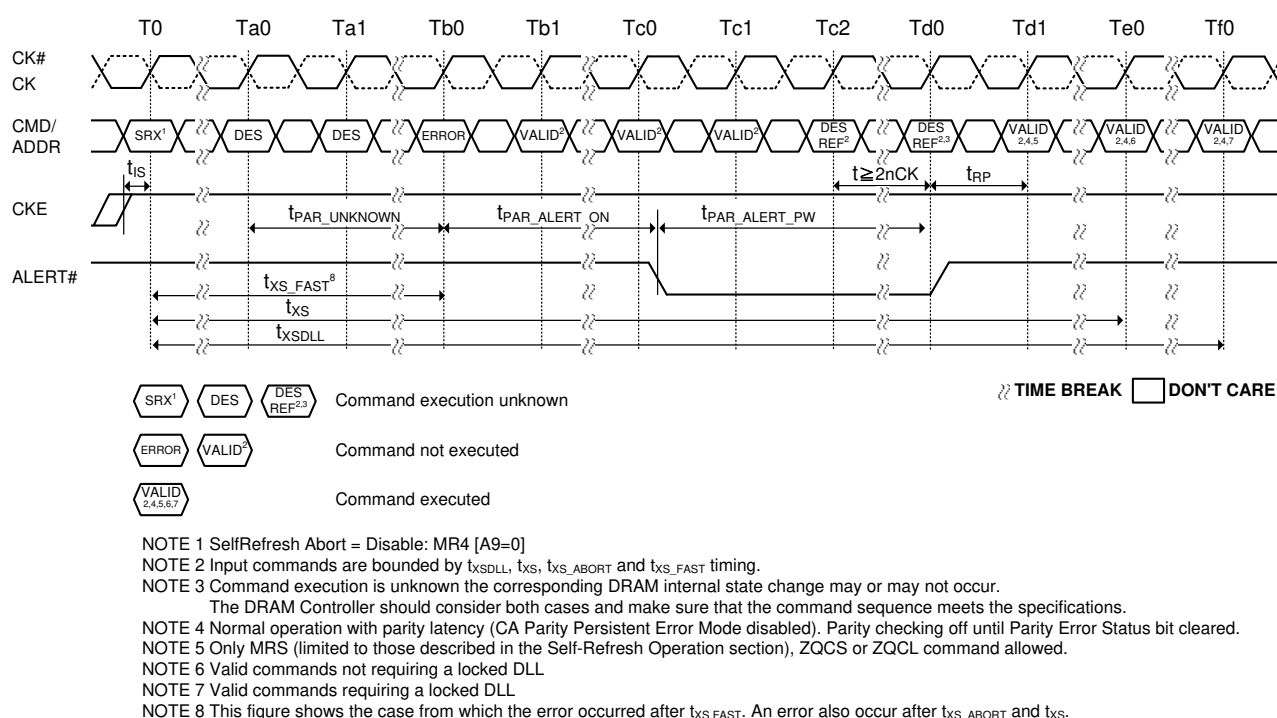 T0 Ta0 Ta1 Tb0 Tb1 Tc0 Tc1 Tc2 Td0 Td1 Te0 Tf0
CK#
CK
CMD/
ADDR
SRX1 DES DES ERROR VALID2 VALID2 VALID2 DES REF2 DES REF2,3 VALID 2,4,5 VALID 2,4,6 VALID 2,4,7
tIS
t≧2nCK tRP
CKE
tPAR_UNKNOWN tPAR_ALERT_ON tPAR_ALERT_PW
ALERT#
tXS_FAST8
tXS
tXSDLL
SRX1 DES DES REF2,3 Command execution unknown
TIME BREAK DON'T CARE
ERROR VALID2 Command not executed
VALID 2,4,5,6,7 Command executed
NOTE 1 SelfRefresh Abort = Disable: MR4 [A9=0]
NOTE 2 Input commands are bounded by tXSDLL, tXS, tXS_ABORT and tXS_FAST timing.
NOTE 3 Command execution is unknown the corresponding DRAM internal state change may or may not occur.
The DRAM Controller should consider both cases and make sure that the command sequence meets the specifications.
NOTE 4 Normal operation with parity latency (CA Parity Persistent Error Mode disabled). Parity checking off until Parity Error Status bit cleared.
NOTE 5 Only MRS (limited to those described in the Self-Refresh Operation section), ZQCS or ZQCL command allowed.
NOTE 6 Valid commands not requiring a locked DLL
NOTE 7 Valid commands requiring a locked DLL
NOTE 8 This figure shows the case from which the error occurred after tXS FAST. An error also occur after tXS_ABORT and tXS.